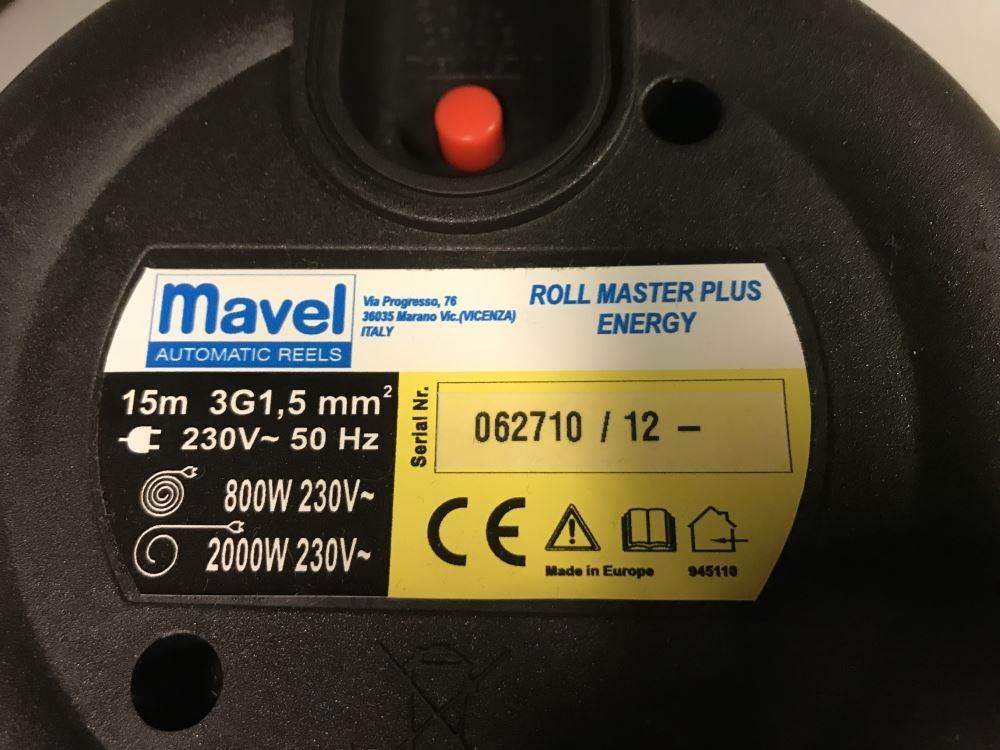 mavel
AUTOMATIC REELS
Via Progresso, 76
36035 Marano Vic.(VICENZA)
ITALY
ROLL MASTER PLUS
ENERGY
15m 3G1,5 mm²
230V~ 50 Hz
800W 230V~
2000W 230V~
Serial Nr.
062710 / 12 –
CE
Made in Europe
945118